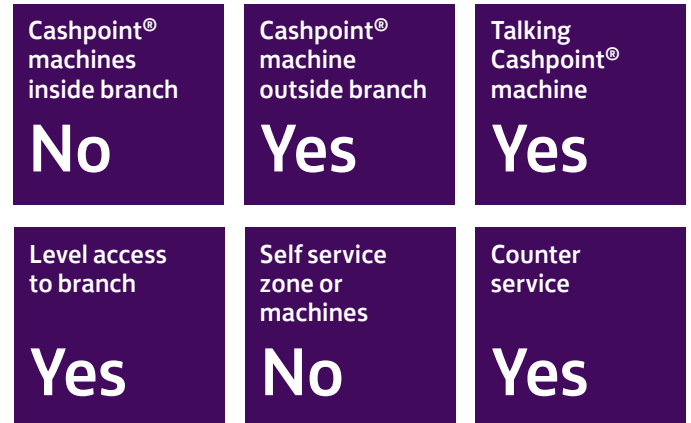 Cashpoint®
machines
inside branch
No
Cashpoint®
machine
outside branch
Yes
Talking
Cashpoint®
machine
Yes
Level access
to branch
Yes
Self service
zone or
machines
No
Counter
service
Yes